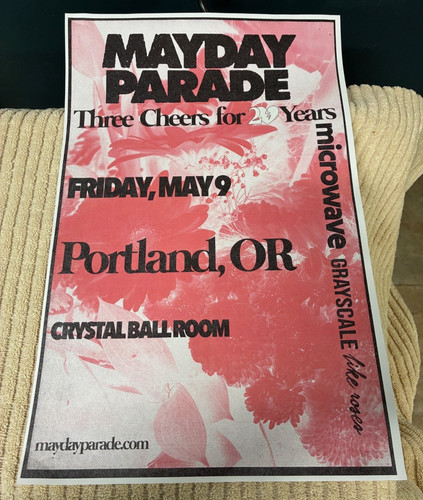 MAYDAY
PARADE
Three Cheers for 20 Years
FRIDAY, MAY 9
Portland, OR
CRYSTAL BALLROOM
microwave
GRAYSCALE
like roses
maydayparade.com